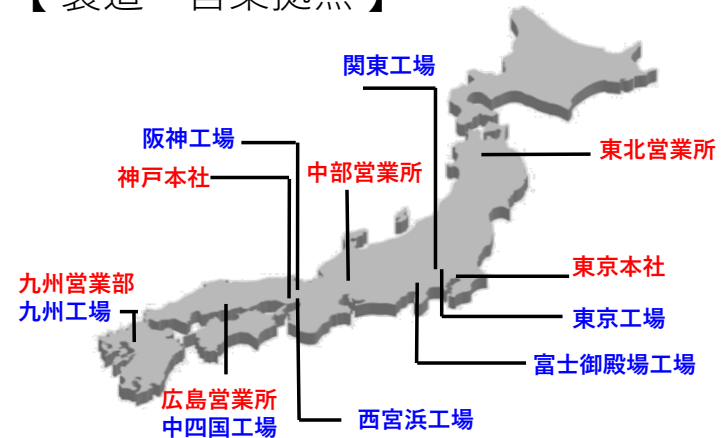 【製造・営業拠点】
関東工場
阪神工場
東北営業所
神戸本社
中部営業所
東京本社
九州営業部
九州工場
東京工場
富士御殿場工場
広島営業所
中四国工場
西宮浜工場